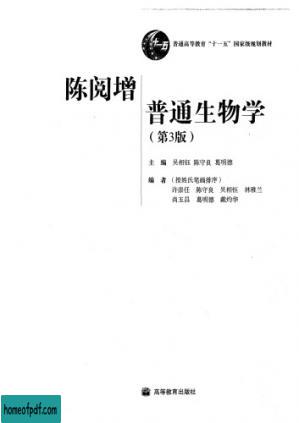 十一五
普通高等教育“十一五”国家级规划教材
陈阅增
普通生物学
（第3版）
主 编 吴相钰 陈守良 葛明德
编 者（按姓氏笔画排序）
许崇任 陈守良 吴相钰 林雅兰
尚玉昌 葛明德 戴灼华
高等教育出版社
homeofpdf.com